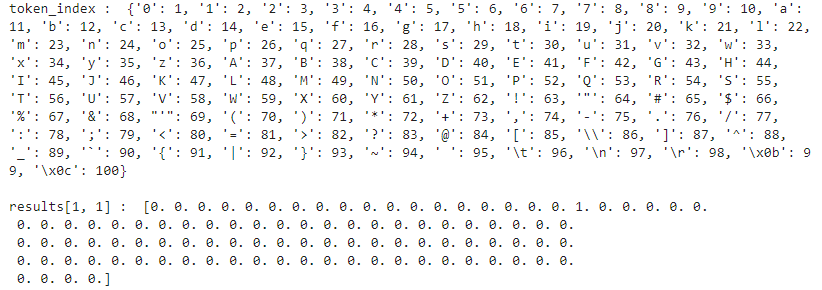 token_index :  {'0': 1, '1': 2, '2': 3, '3': 4, '4': 5, '5': 6, '6': 7, '7': 8, '8': 9, '9': 10, 'a':
11, 'b': 12, 'c': 13, 'd': 14, 'e': 15, 'f': 16, 'g': 17, 'h': 18, 'i': 19, 'j': 20, 'k': 21, 'l': 22,
'm': 23, 'n': 24, 'o': 25, 'p': 26, 'q': 27, 'r': 28, 's': 29, 't': 30, 'u': 31, 'v': 32, 'w': 33,
'x': 34, 'y': 35, 'z': 36, 'A': 37, 'B': 38, 'C': 39, 'D': 40, 'E': 41, 'F': 42, 'G': 43, 'H': 44,
'I': 45, 'J': 46, 'K': 47, 'L': 48, 'M': 49, 'N': 50, 'O': 51, 'P': 52, 'Q': 53, 'R': 54, 'S': 55,
'T': 56, 'U': 57, 'V': 58, 'W': 59, 'X': 60, 'Y': 61, 'Z': 62, '!': 63, '"': 64, '#': 65, '$': 66,
'%': 67, '&': 68, "'": 69, '(': 70, ')': 71, '*': 72, '+': 73, ',': 74, '-': 75, '.': 76, '/': 77,
':': 78, ';': 79, '<': 80, '=': 81, '>': 82, '?': 83, '@': 84, '[': 85, '\\': 86, ']': 87, '^': 88,
'_': 89, '`': 90, '{': 91, '|': 92, '}': 93, '~': 94, ' ': 95, '\t': 96, '\n': 97, '\r': 98, '\x0b': 9
9, '\x0c': 100}
results[1, 1] :  [0. 0. 0. 0. 0. 0. 0. 0. 0. 0. 0. 0. 0. 0. 0. 0. 0. 0. 1. 0. 0. 0. 0. 0.
0. 0. 0. 0. 0. 0. 0. 0. 0. 0. 0. 0. 0. 0. 0. 0. 0. 0. 0. 0. 0. 0. 0. 0.
0. 0. 0. 0. 0. 0. 0. 0. 0. 0. 0. 0. 0. 0. 0. 0. 0. 0. 0. 0. 0. 0. 0. 0.
0. 0. 0. 0. 0. 0. 0. 0. 0. 0. 0. 0. 0. 0. 0. 0. 0. 0. 0. 0. 0. 0. 0. 0.
0. 0. 0. 0.]